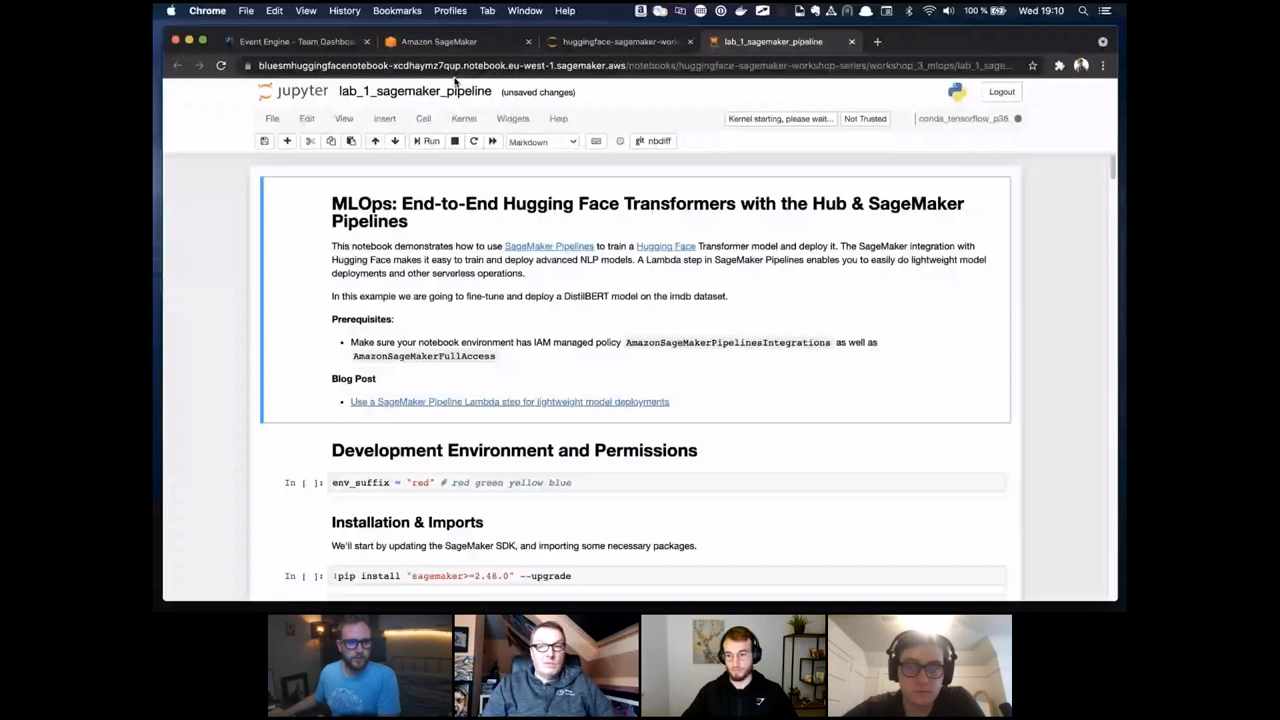 Chrome File Edit View History Bookmarks Profiles Tab Window Help 100 % Wed 19:10
Event Engine - Team Dashboa Amazon SageMaker huggingface-sagemaker-work lab_1_sagemaker_pipeline
bluesmhuggingfacenotebook-xcdhaymz7qup.notebook.eu-west-1.sagemaker.aws/notebooks/huggingface-sagemaker-workshop-series/workshop_3_mlops/lab_1_sage...
jupyter lab_1_sagemaker_pipeline (unsaved changes) Logout
File Edit View Insert Cell Kernel Widgets Help Kernel starting, please wait... Not Trusted conda_tensorflow_p36
Run Markdown git nbdiff
MLOps: End-to-End Hugging Face Transformers with the Hub & SageMaker
Pipelines
This notebook demonstrates how to use SageMaker Pipelines to train a Hugging Face Transformer model and deploy it. The SageMaker integration with
Hugging Face makes it easy to train and deploy advanced NLP models. A Lambda step in SageMaker Pipelines enables you to easily do lightweight model
deployments and other serverless operations.
In this example we are going to fine-tune and deploy a DistilBERT model on the imdb dataset.
Prerequisites:
• Make sure your notebook environment has IAM managed policy AmazonSageMakerPipelinesIntegrations as well as
AmazonSageMakerFullAccess
Blog Post
• Use a SageMaker Pipeline Lambda step for lightweight model deployments
Development Environment and Permissions
In [ ]: env_suffix = "red" # red green yellow blue
Installation & Imports
We'll start by updating the SageMaker SDK, and importing some necessary packages.
In [ ]: !pip install "sagemaker>=2.48.0" --upgrade